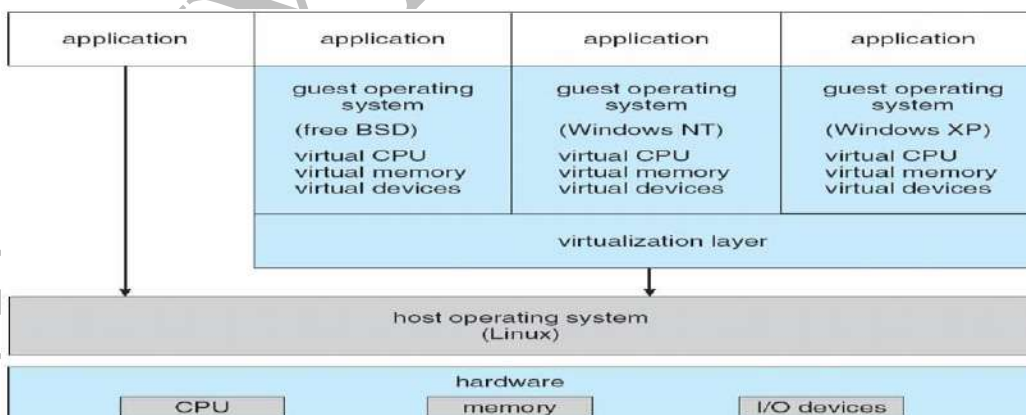 application
application
application
application
guest operating
system
(free BSD)
virtual CPU
virtual memory
virtual devices
guest operating
system
(Windows NT)
virtual CPU
virtual memory
virtual devices
guest operating
system
(Windows XP)
virtual CPU
virtual memory
virtual devices
virtualization layer
host operating system
(Linux)
hardware
CPU
memory
I/O devices